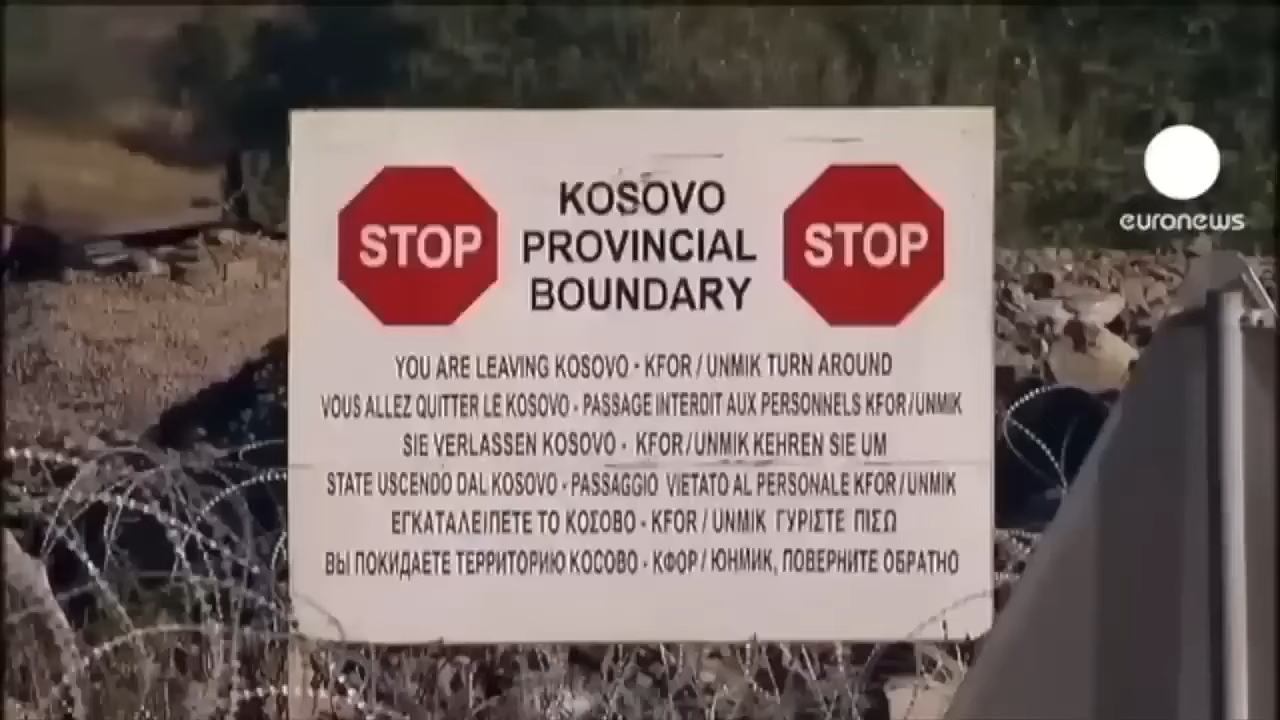 KOSOVO
STOP PROVINCIAL STOP
BOUNDARY
YOU ARE LEAVING KOSOVO - KFOR / UNMIK TURN AROUND
VOUS ALLEZ QUITTER LE KOSOVO - PASSAGE INTERDIT AUX PERSONNELS KFOR / UNMIK
SIE VERLASSEN KOSOVO - KFOR / UNMIK KEHREN SIE UM
STATE USCENDO DAL KOSOVO - PASSAGGIO VIETATO AL PERSONALE KFOR / UNMIK
ΕΓΚΑΤΑΛΕΙΠΕΤΕ ΤΟ ΚΟΣΟΒΟ - KFOR / UNMIK ΓΥΡΙΣΤΕ ΠΙΣΩ
ВЫ ПОКИДАЕТЕ ТЕРРИТОРИЮ КОСОВО - КФОР / ЮНМИК, ПОВЕРНИТЕ ОБРАТНО
euronews